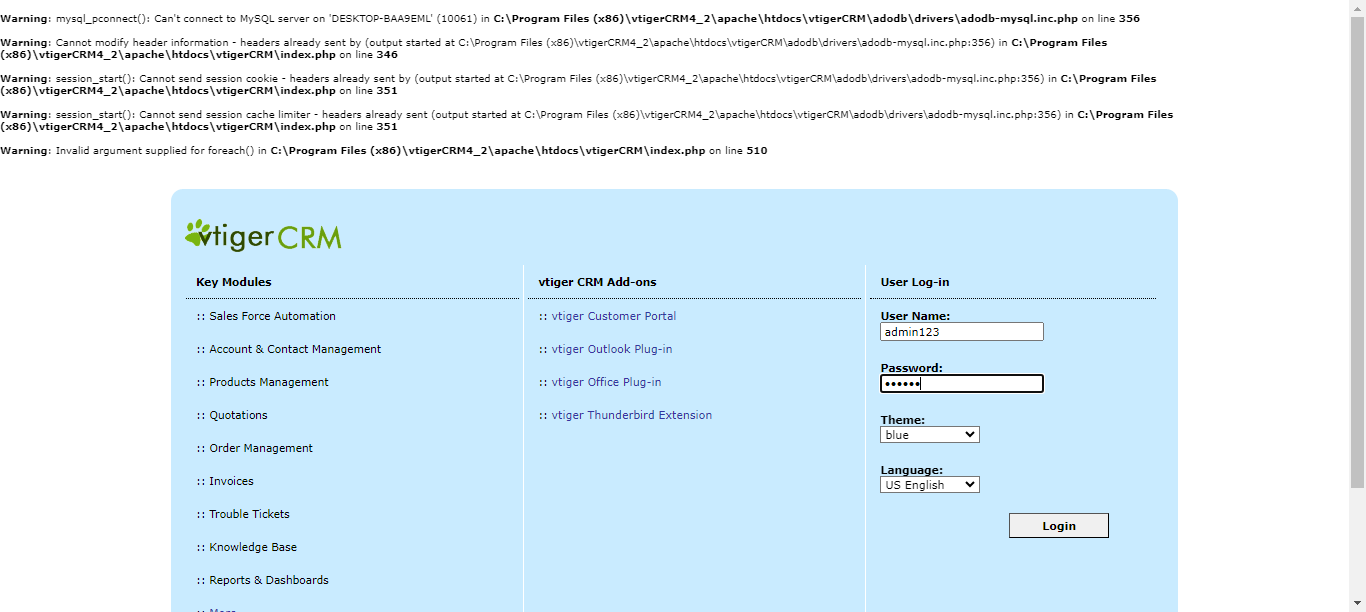 Warning: mysql_pconnect(): Can't connect to MySQL server on 'DESKTOP-BAA9EML' (10061) in C:\Program Files (x86)\vtigerCRM4_2\apache\htdocs\vtigerCRM\adodb\drivers\adodb-mysql.inc.php on line 356
Warning: Cannot modify header information - headers already sent by (output started at C:\Program Files (x86)\vtigerCRM4_2\apache\htdocs\vtigerCRM\adodb\drivers\adodb-mysql.inc.php:356) in C:\Program Files
(x86)\vtigerCRM4_2\apache\htdocs\vtigerCRM\index.php on line 346
Warning: session_start(): Cannot send session cookie - headers already sent by (output started at C:\Program Files (x86)\vtigerCRM4_2\apache\htdocs\vtigerCRM\adodb\drivers\adodb-mysql.inc.php:356) in C:\Program Files
(x86)\vtigerCRM4_2\apache\htdocs\vtigerCRM\index.php on line 351
Warning: session_start(): Cannot send session cache limiter - headers already sent (output started at C:\Program Files (x86)\vtigerCRM4_2\apache\htdocs\vtigerCRM\adodb\drivers\adodb-mysql.inc.php:356) in C:\Program Files
(x86)\vtigerCRM4_2\apache\htdocs\vtigerCRM\index.php on line 351
Warning: Invalid argument supplied for foreach() in C:\Program Files (x86)\vtigerCRM4_2\apache\htdocs\vtigerCRM\index.php on line 510
vtiger CRM
Key Modules
:: Sales Force Automation
:: Account & Contact Management
:: Products Management
:: Quotations
:: Order Management
:: Invoices
:: Trouble Tickets
:: Knowledge Base
:: Reports & Dashboards
:: More
vtiger CRM Add-ons
:: vtiger Customer Portal
:: vtiger Outlook Plug-in
:: vtiger Office Plug-in
:: vtiger Thunderbird Extension
User Log-in
User Name:
admin123
Password:
••••••
Theme:
blue
Language:
US English
Login